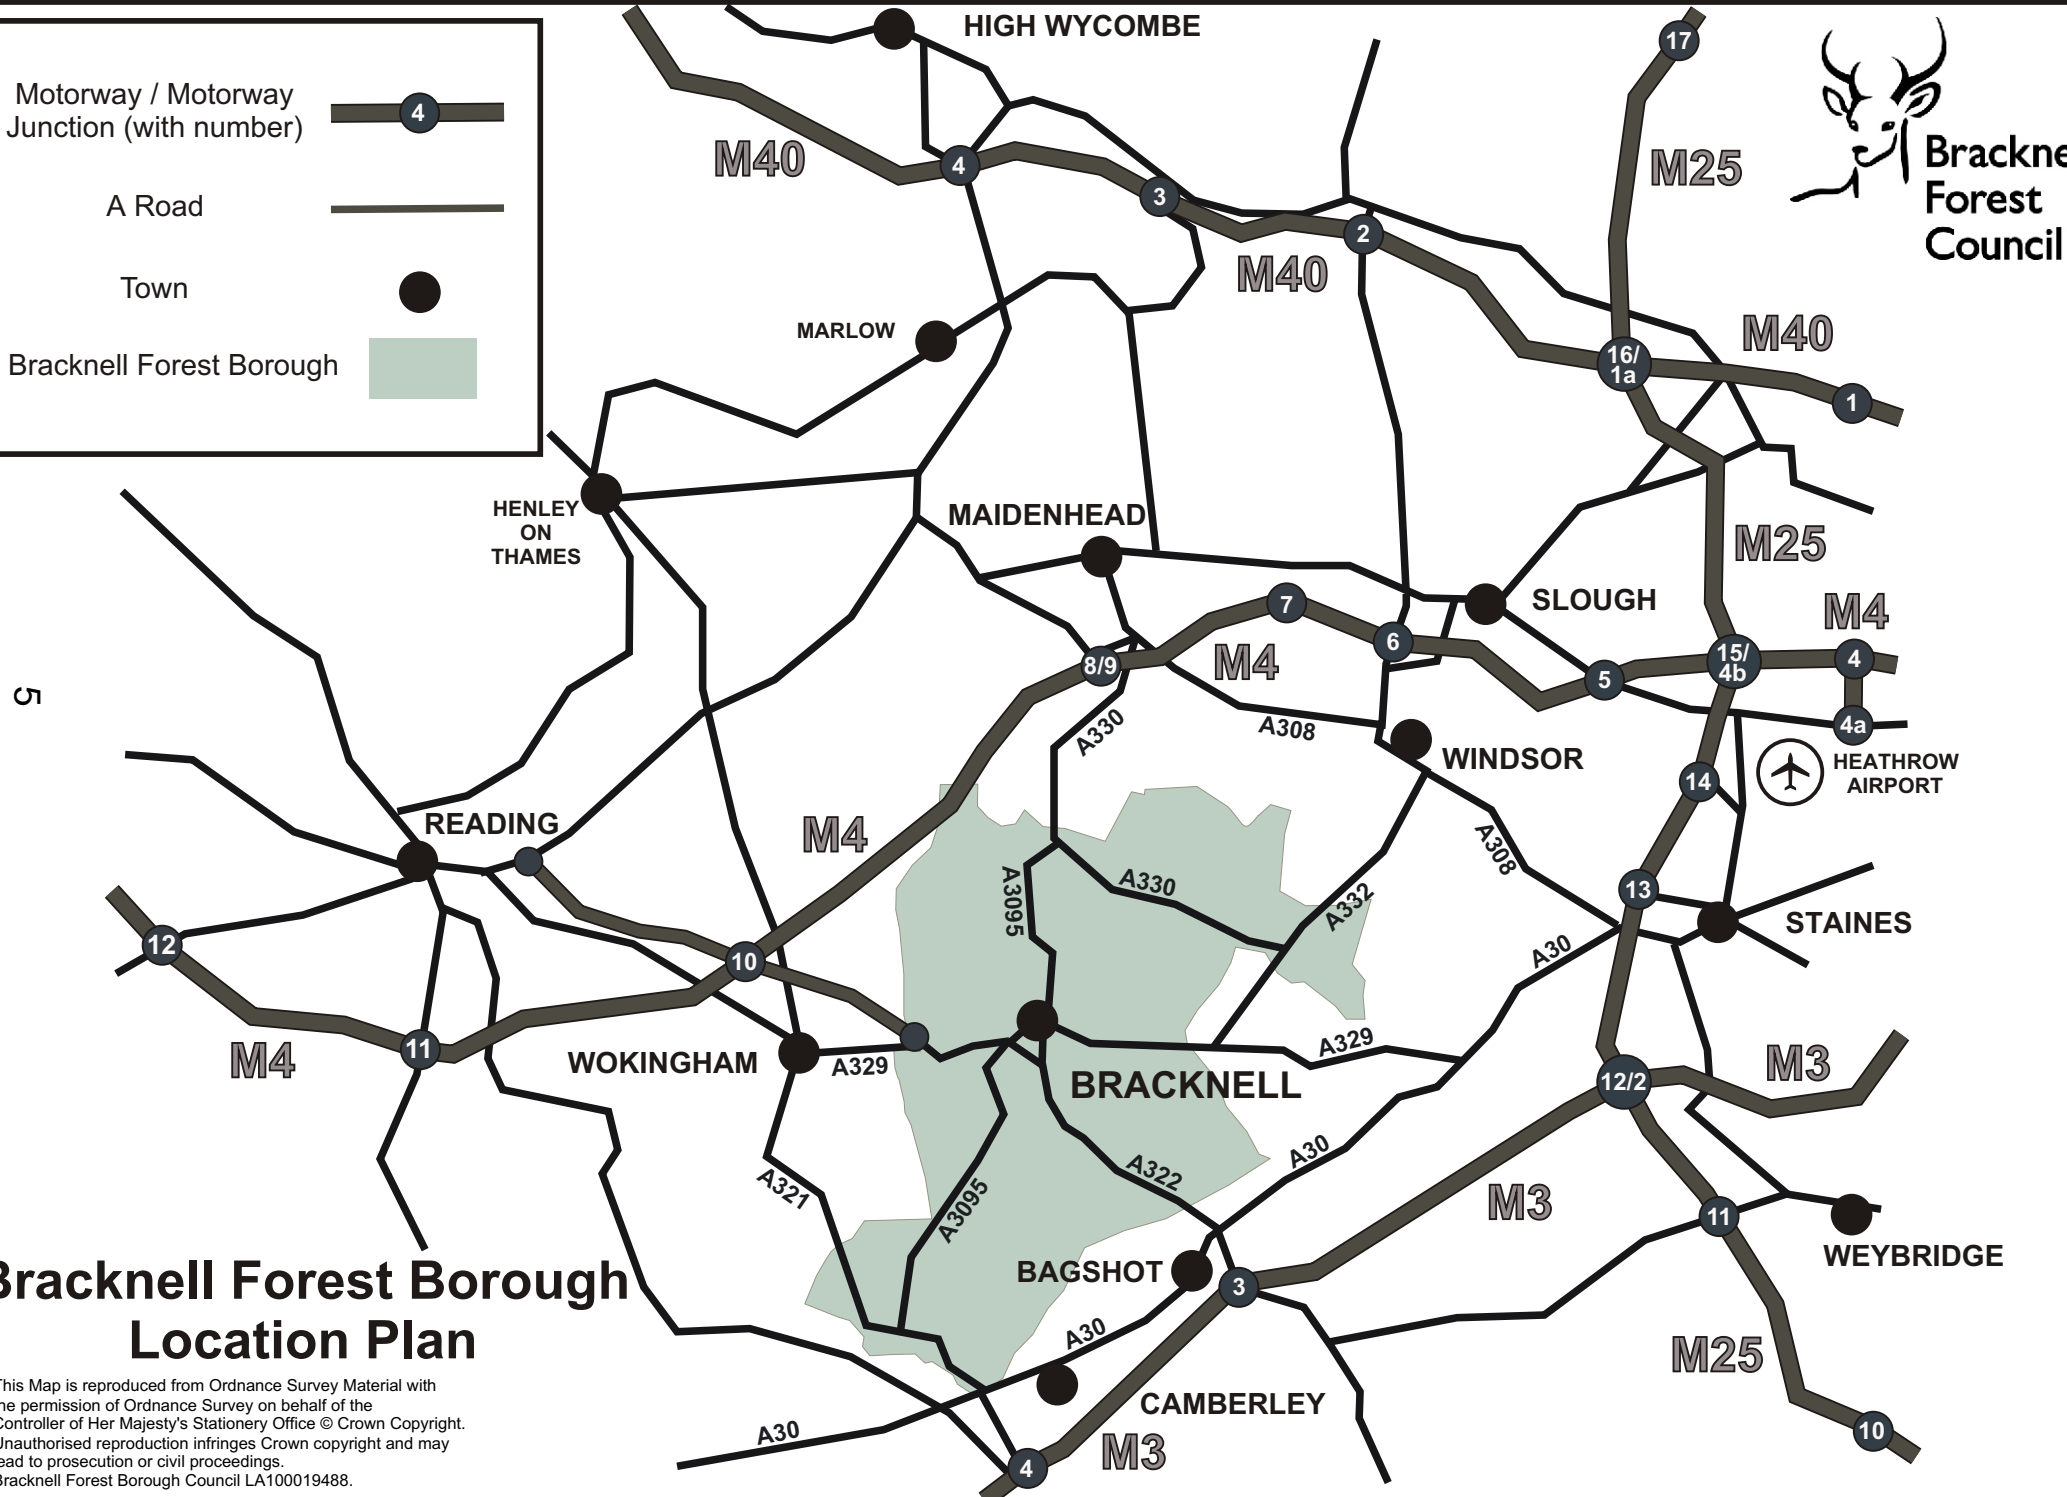 Motorway / Motorway
Junction (with number)
4
A Road
Town
Bracknell Forest Borough
HIGH WYCOMBE
17
M40
4
3
M25
Brackne
Forest
Council
2
M40
MARLOW
16/
1a
M40
1
HENLEY
ON
THAMES
MAIDENHEAD
M25
SLOUGH
7
6
M4
8/9
M4
5
15/
4b
4
4a
5
A330
A308
WINDSOR
14
HEATHROW
AIRPORT
READING
M4
A3095
A330
A332
A308
13
STAINES
12
10
A30
11
M4
WOKINGHAM
A329
A329
BRACKNELL
12/2
M3
A321
A3095
A322
A30
M3
11
WEYBRIDGE
BAGSHOT
3
Bracknell Forest Borough
Location Plan
A30
M25
CAMBERLEY
A30
M3
4
10
This Map is reproduced from Ordnance Survey Material with
the permission of Ordnance Survey on behalf of the
Controller of Her Majesty's Stationery Office © Crown Copyright.
Unauthorised reproduction infringes Crown copyright and may
lead to prosecution or civil proceedings.
Bracknell Forest Borough Council LA100019488.